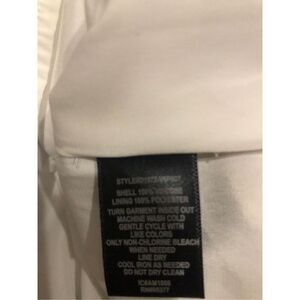 SHELL 100%
LINING 100% POLYESTER
TURN GARMENT INSIDE OUT
MACHINE WASH COLD
GENTLE CYCLE WITH
LIKE COLORS
ONLY NON-CHLORINE BLEACH
WHEN NEEDED
LINE DRY
COOL IRON AS NEEDED
DO NOT DRY CLEAN